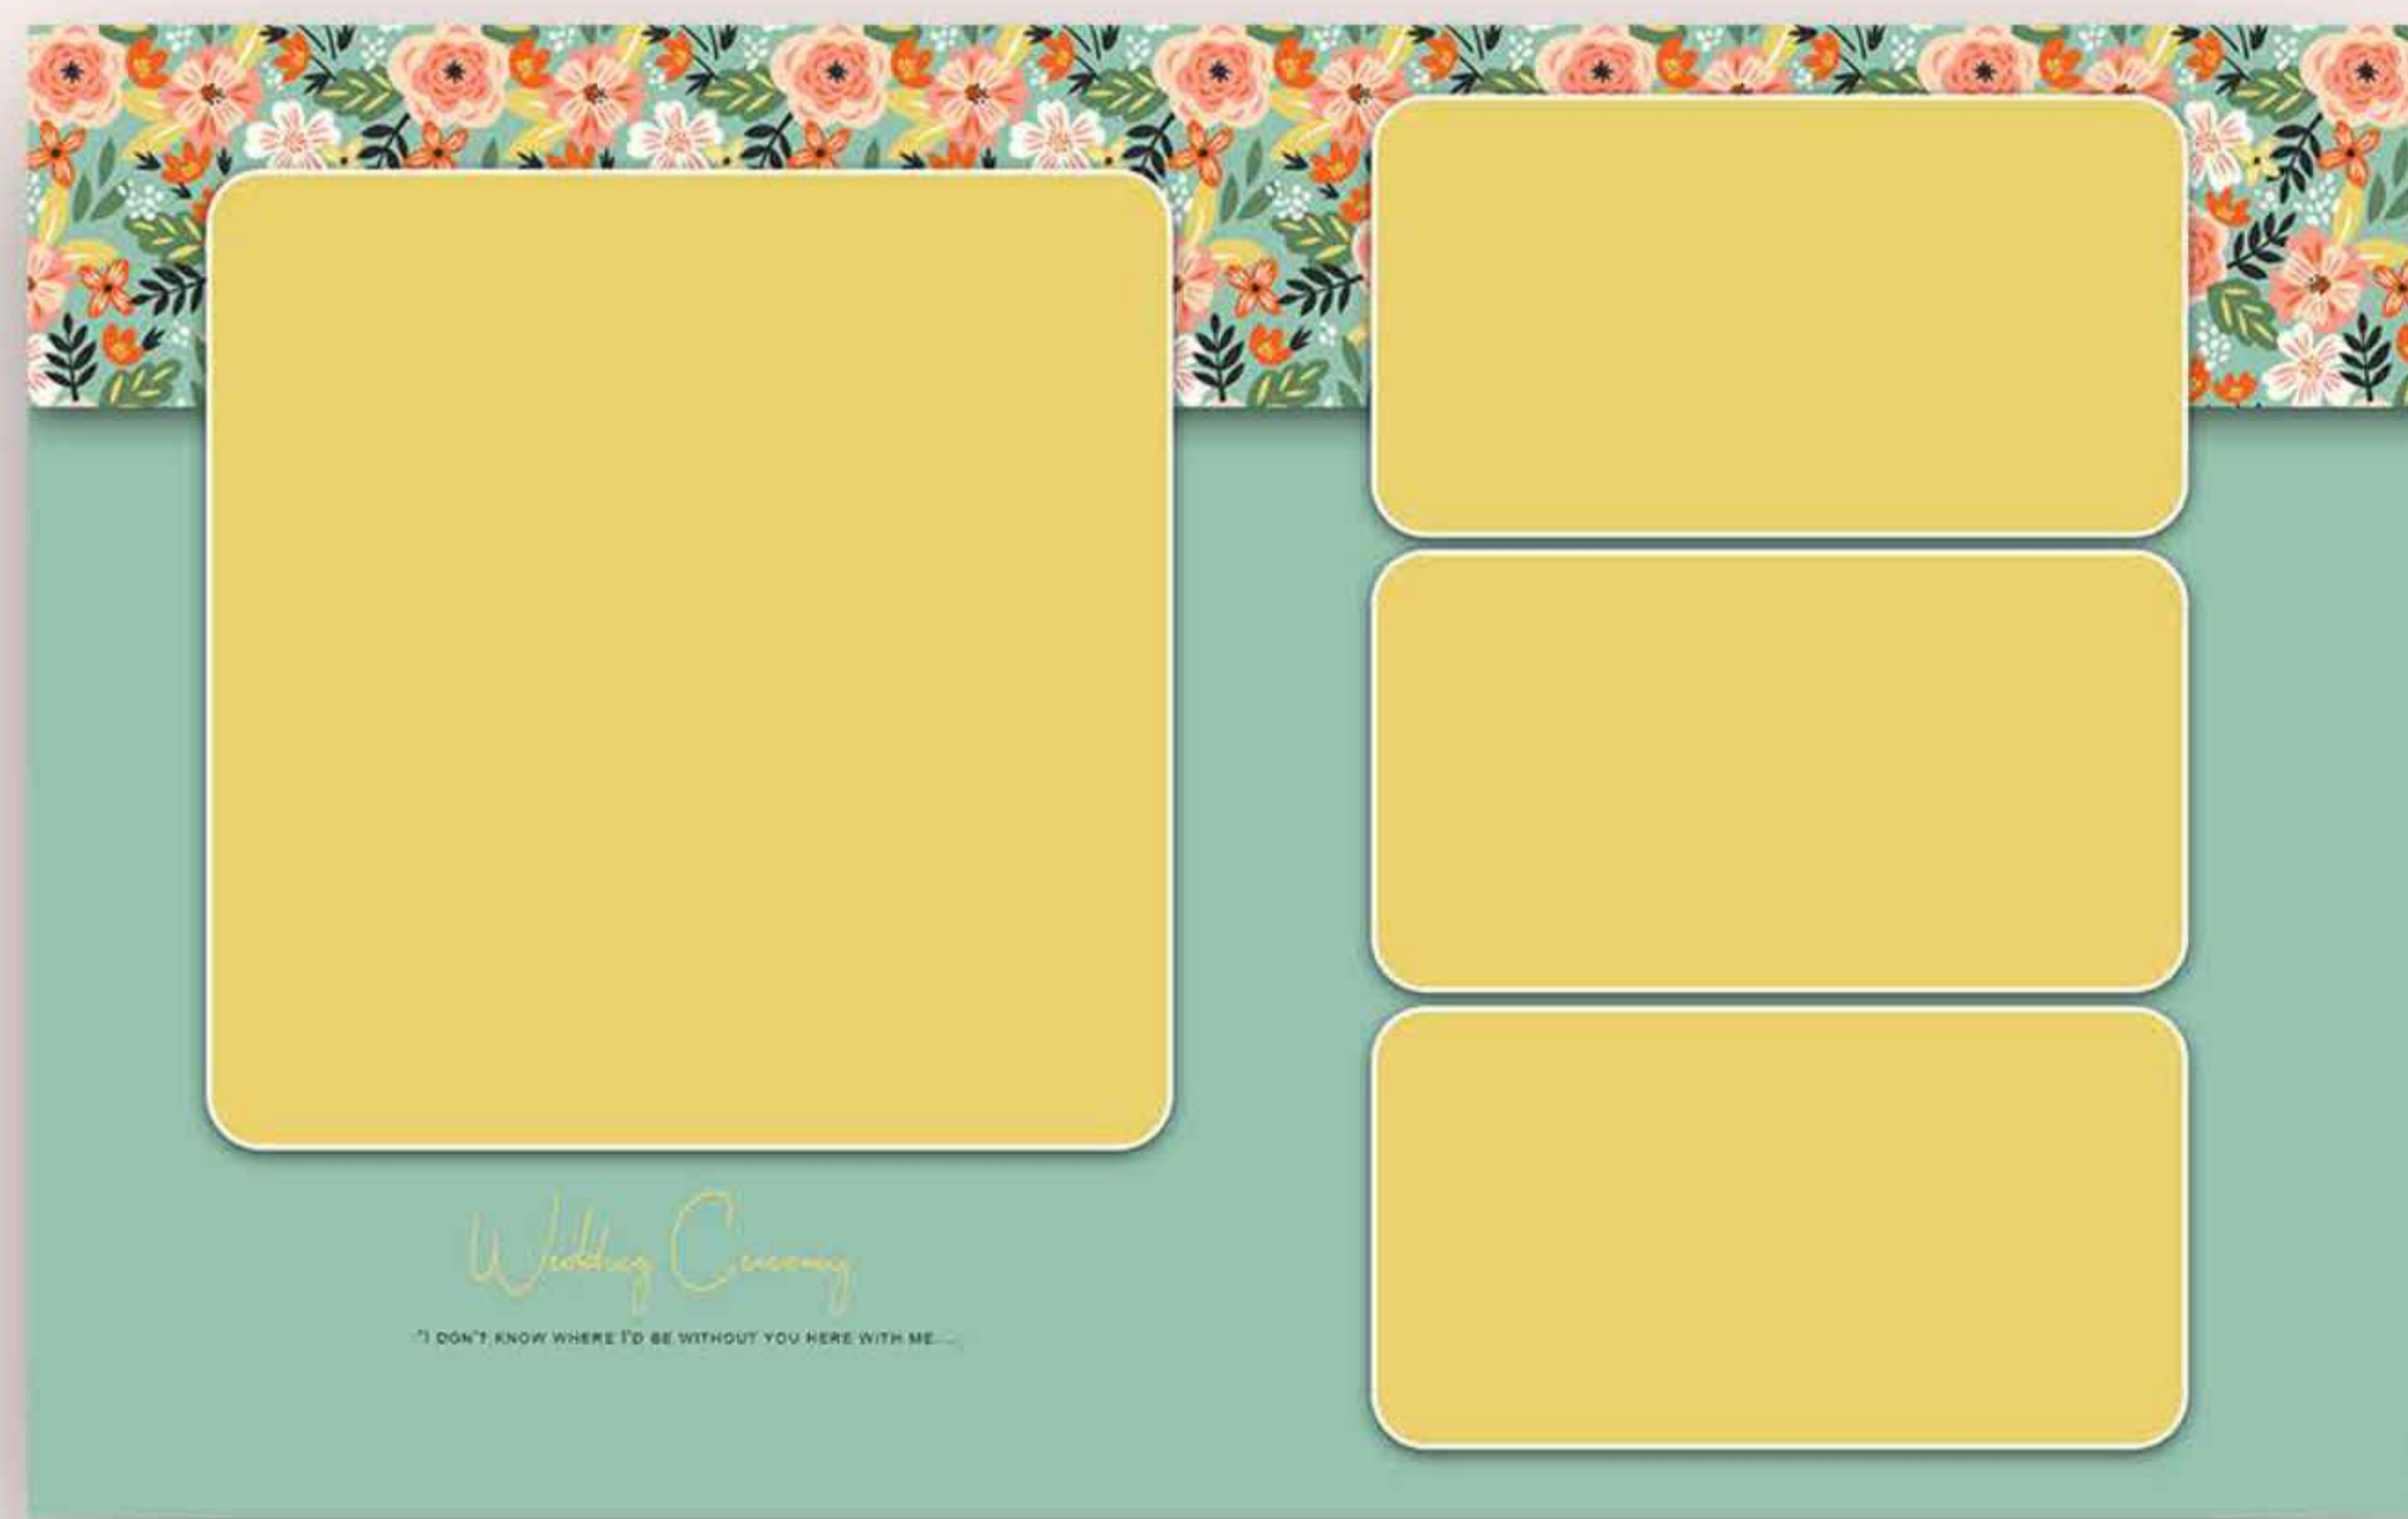 Wedding Ceremony
"I DON'T KNOW WHERE I'D BE WITHOUT YOU HERE WITH ME....